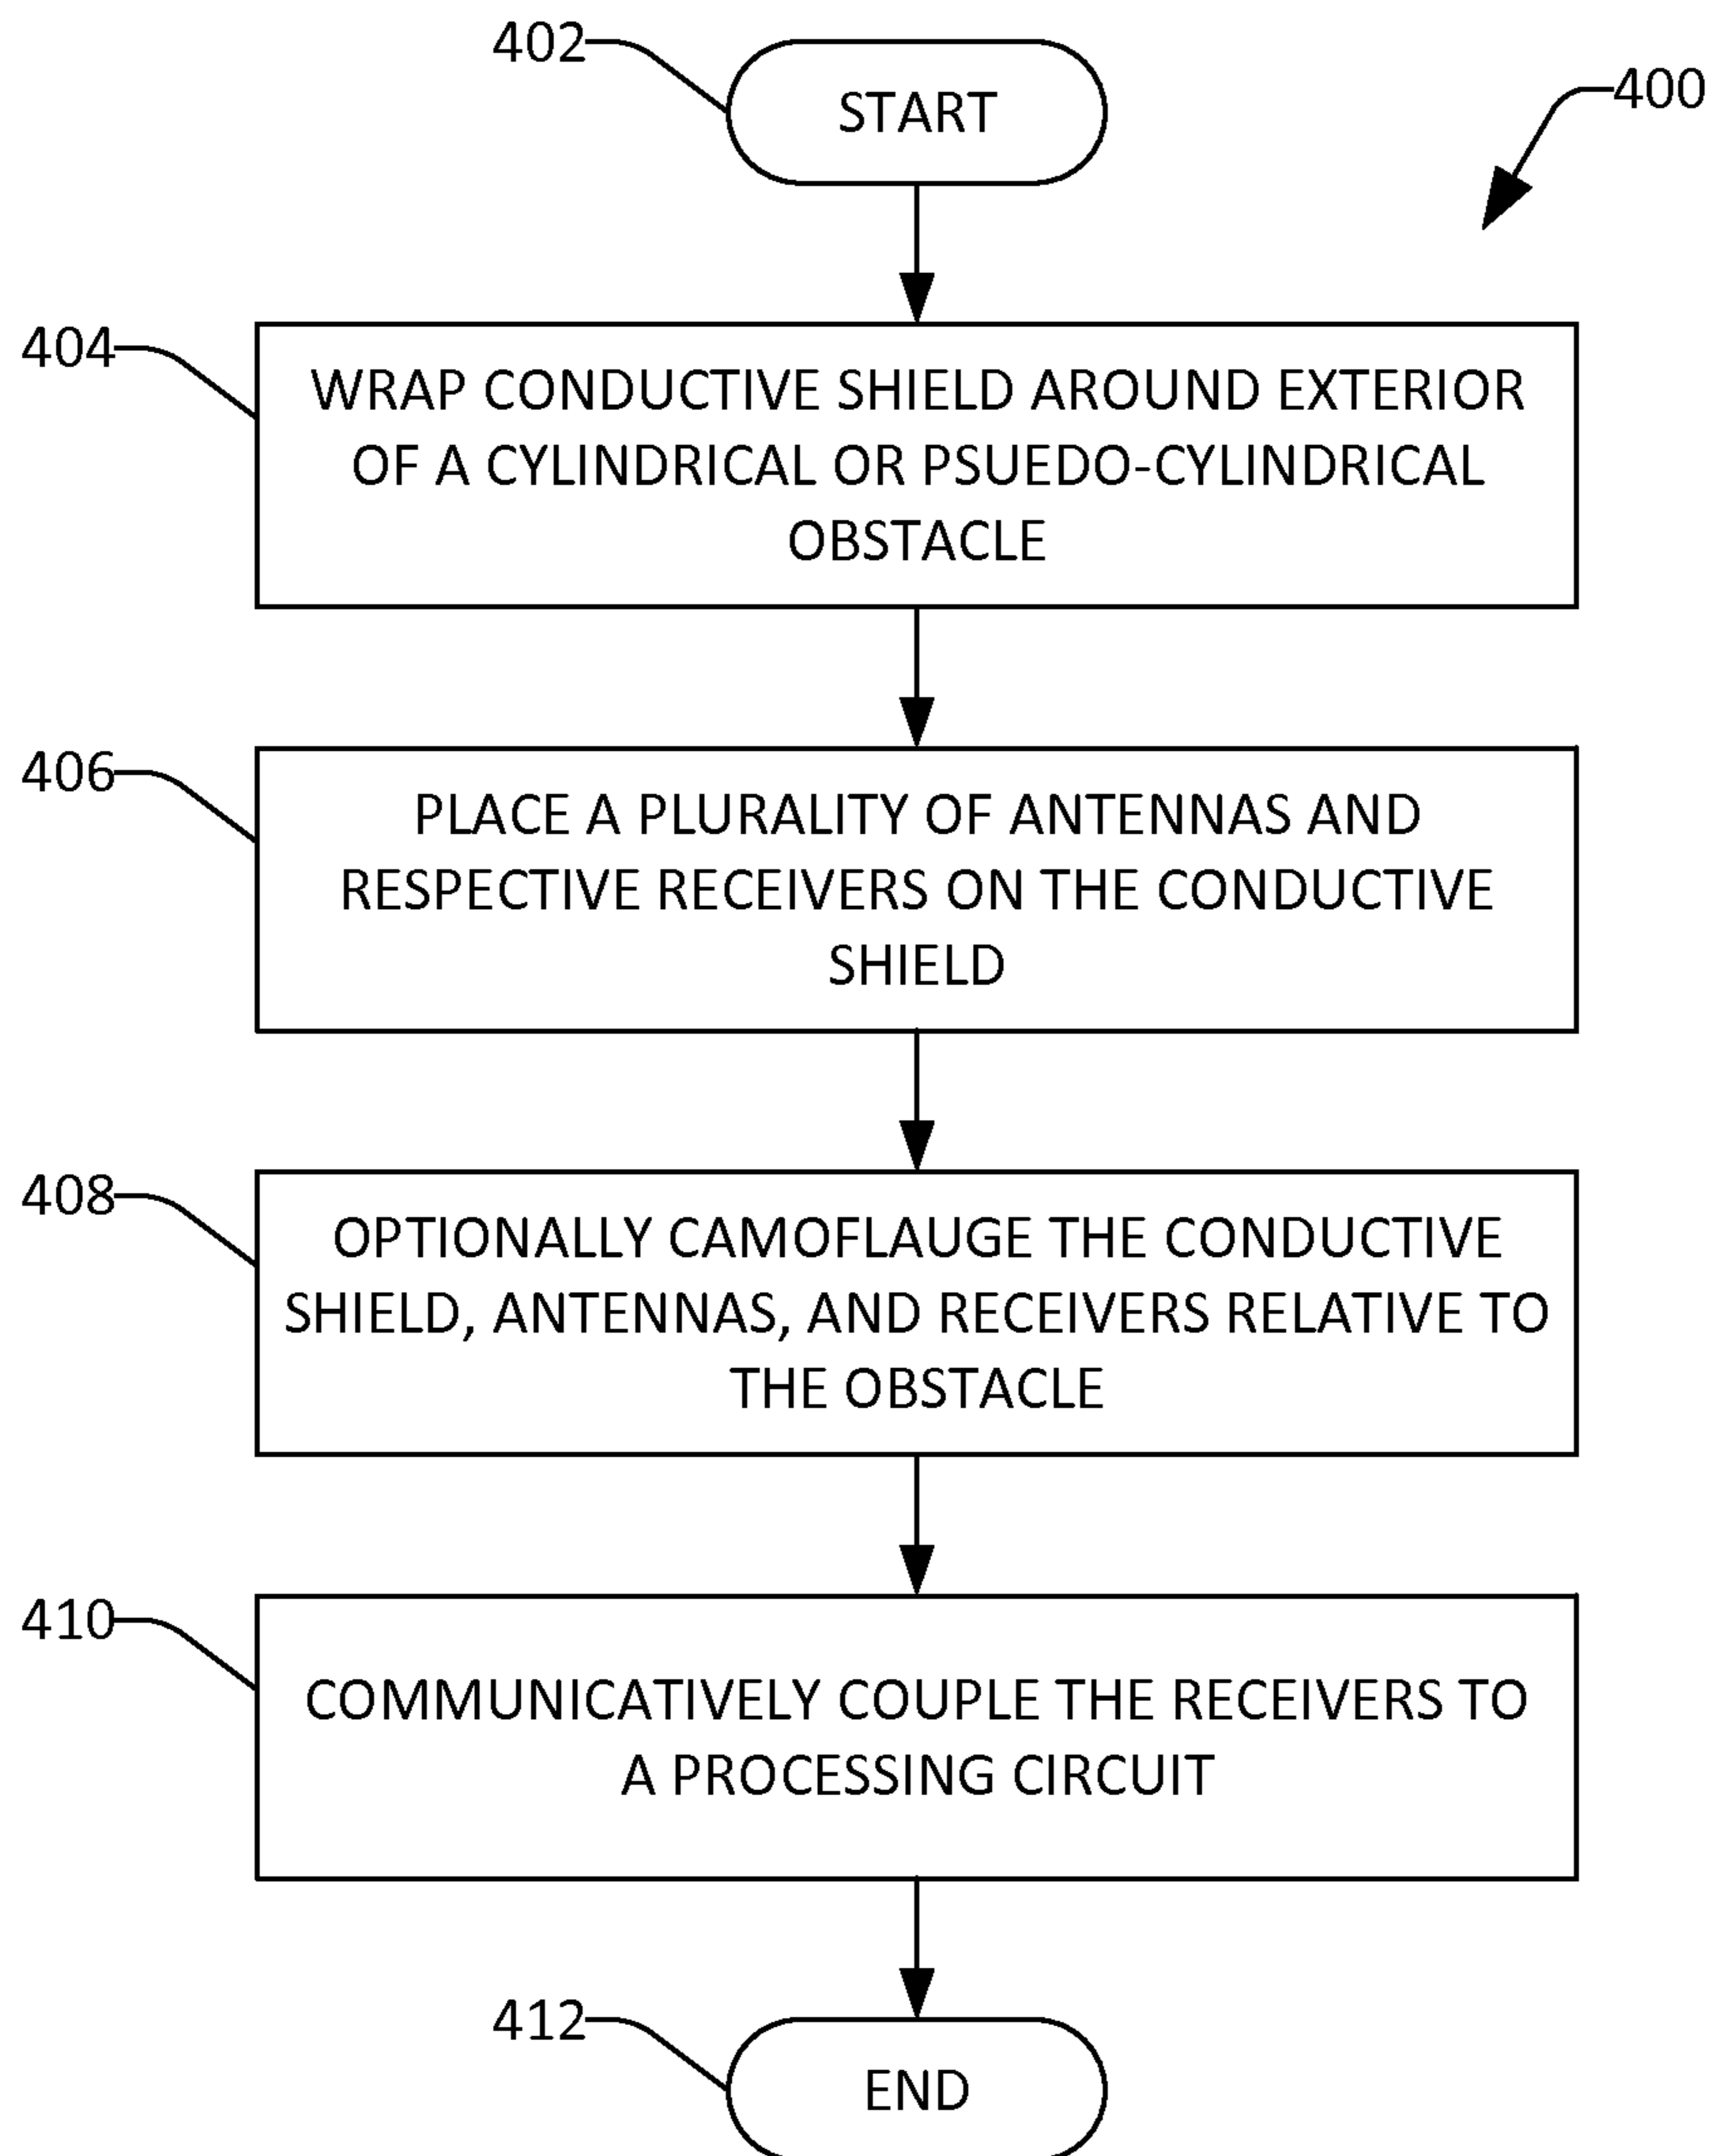 402
START
400
404
WRAP CONDUCTIVE SHIELD AROUND EXTERIOR
OF A CYLINDRICAL OR PSUEDO-CYLINDRICAL
OBSTACLE
406
PLACE A PLURALITY OF ANTENNAS AND
RESPECTIVE RECEIVERS ON THE CONDUCTIVE
SHIELD
408
OPTIONALLY CAMOFLAUGE THE CONDUCTIVE
SHIELD, ANTENNAS, AND RECEIVERS RELATIVE TO
THE OBSTACLE
410
COMMUNICATIVELY COUPLE THE RECEIVERS TO
A PROCESSING CIRCUIT
412
END